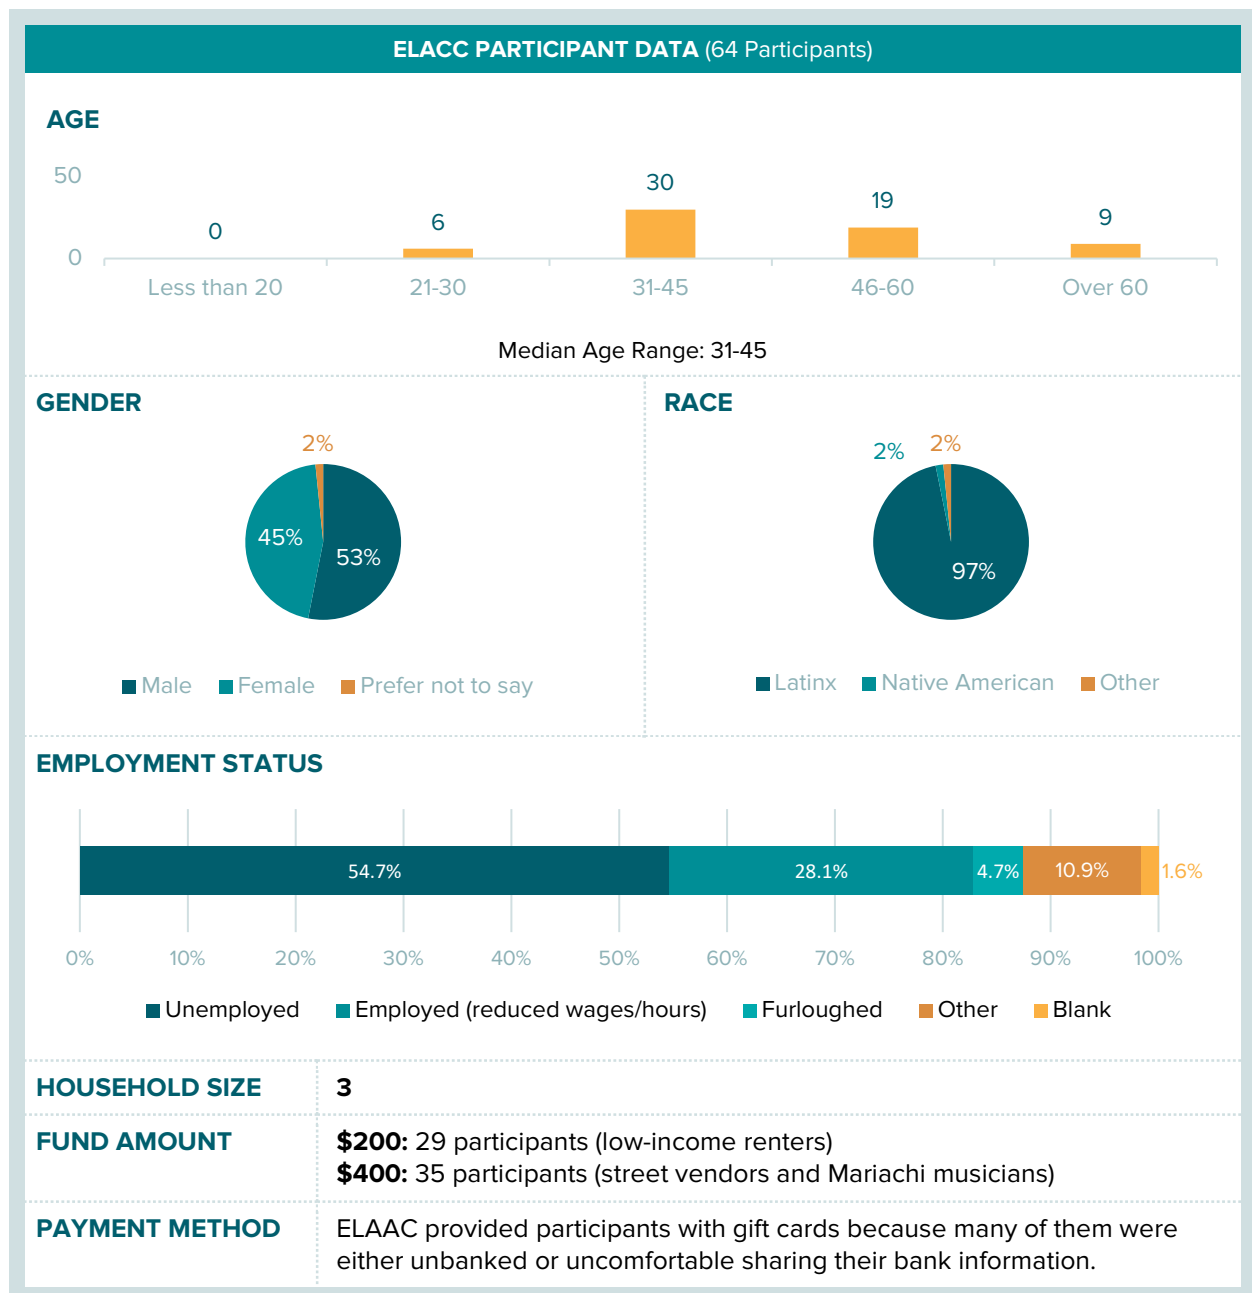 ELACC PARTICIPANT DATA (64 Participants)
AGE
50
0
0
6
30
19
9
Less than 20
21-30
31-45
46-60
Over 60
Median Age Range: 31-45
GENDER
2%
45%
53%
Male
Female
Prefer not to say
RACE
2%
2%
97%
Latinx
Native American
Other
EMPLOYMENT STATUS
54.7%
28.1%
4.7%
10.9%
1.6%
0%
10%
20%
30%
40%
50%
60%
70%
80%
90%
100%
Unemployed
Employed (reduced wages/hours)
Furloughed
Other
Blank
HOUSEHOLD SIZE
3
FUND AMOUNT
$200: 29 participants (low-income renters)
$400: 35 participants (street vendors and Mariachi musicians)
PAYMENT METHOD
ELAAC provided participants with gift cards because many of them were
either unbanked or uncomfortable sharing their bank information.